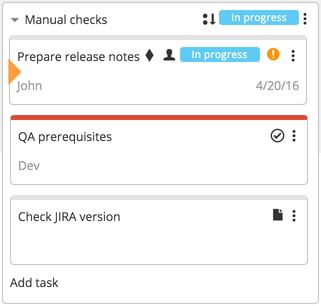 Manual checks In progress
Prepare release notes In progress
John 4/20/16
QA prerequisites
Dev
Check JIRA version
Add task